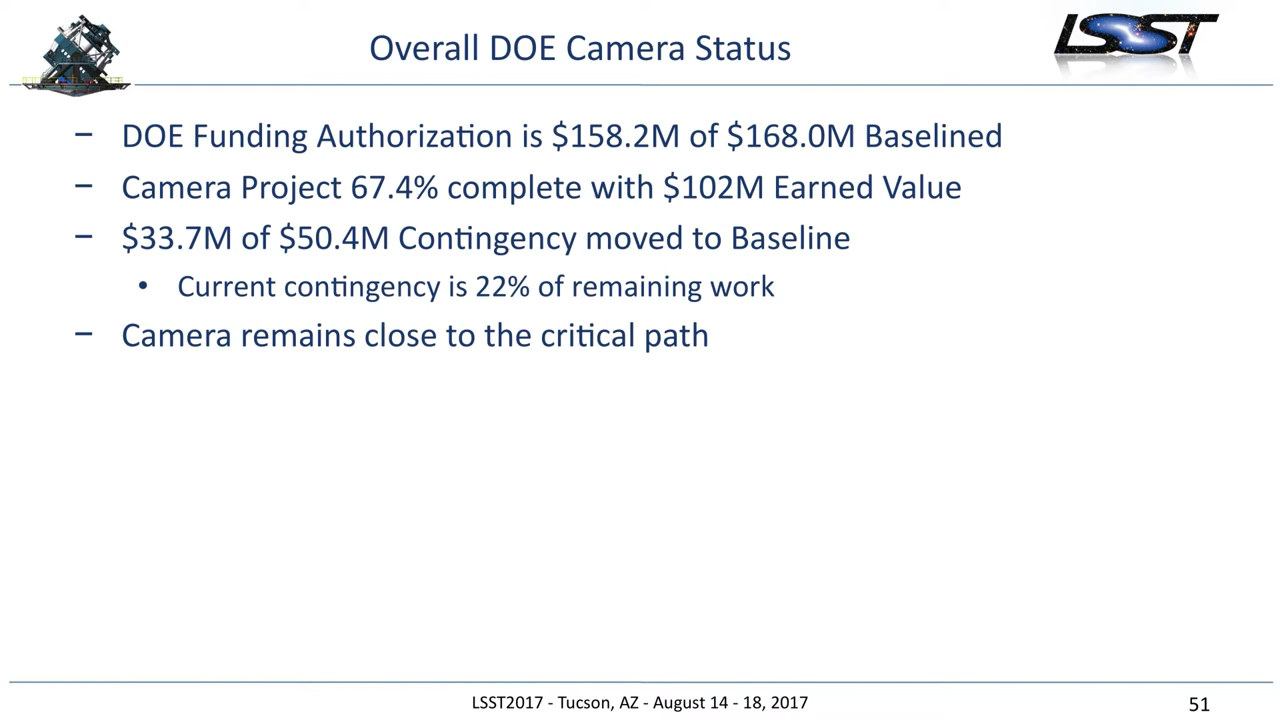 Overall DOE Camera Status
LSST
– DOE Funding Authorization is $158.2M of $168.0M Baselined
– Camera Project 67.4% complete with $102M Earned Value
– $33.7M of $50.4M Contingency moved to Baseline
• Current contingency is 22% of remaining work
– Camera remains close to the critical path
LSST2017 - Tucson, AZ - August 14 - 18, 2017
51